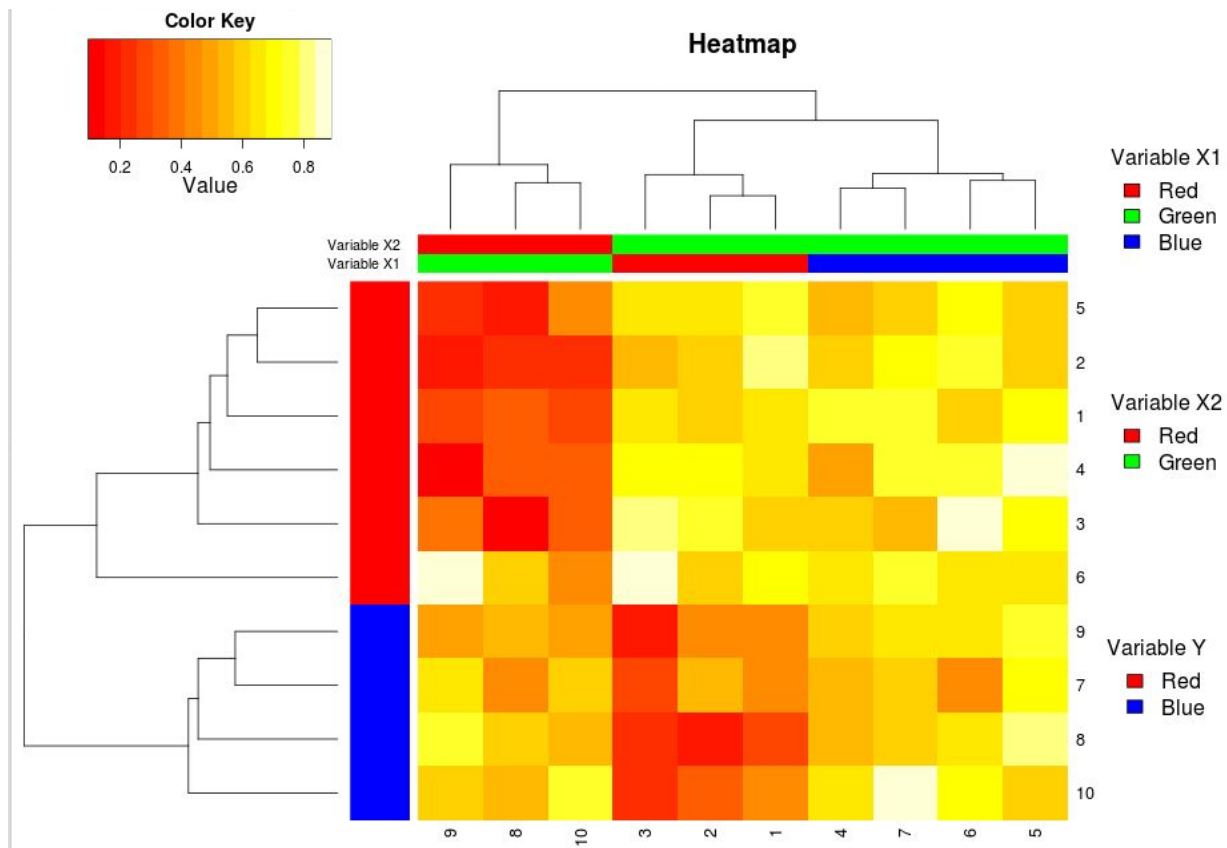 Color Key
0.2 0.4 0.6 0.8
Value
Heatmap
Variable X2
Variable X1
5
2
1
4
3
6
9
7
8
10
9 8 10 3 2 1 4 7 6 5
Variable X1
Red
Green
Blue
Variable X2
Red
Green
Variable Y
Red
Blue